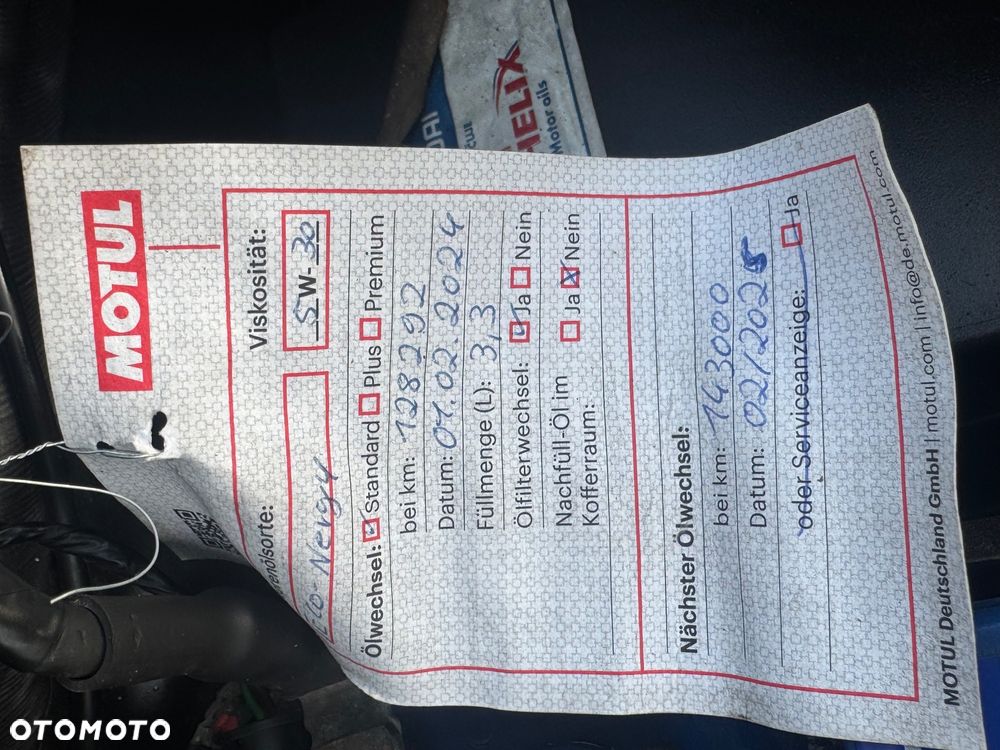 MOTUL
enölsorte:
Viskosität:
Eco-Nergy
5W-30
Ölwechsel: Standard Plus Premium
bei km: 128292
Datum: 01.02.2024
Füllmenge (L): 3,3
Ölfilterwechsel: Ja Nein
Nachfüll-Öl im
Kofferraum: Ja Nein
Nächster Ölwechsel:
bei km: 143000
Datum: 02/2025
oder Serviceanzeige: Ja
MOTUL Deutschland GmbH | motul.com | info@de.motul.com
HELIX
Motor oils
OTOMOTO